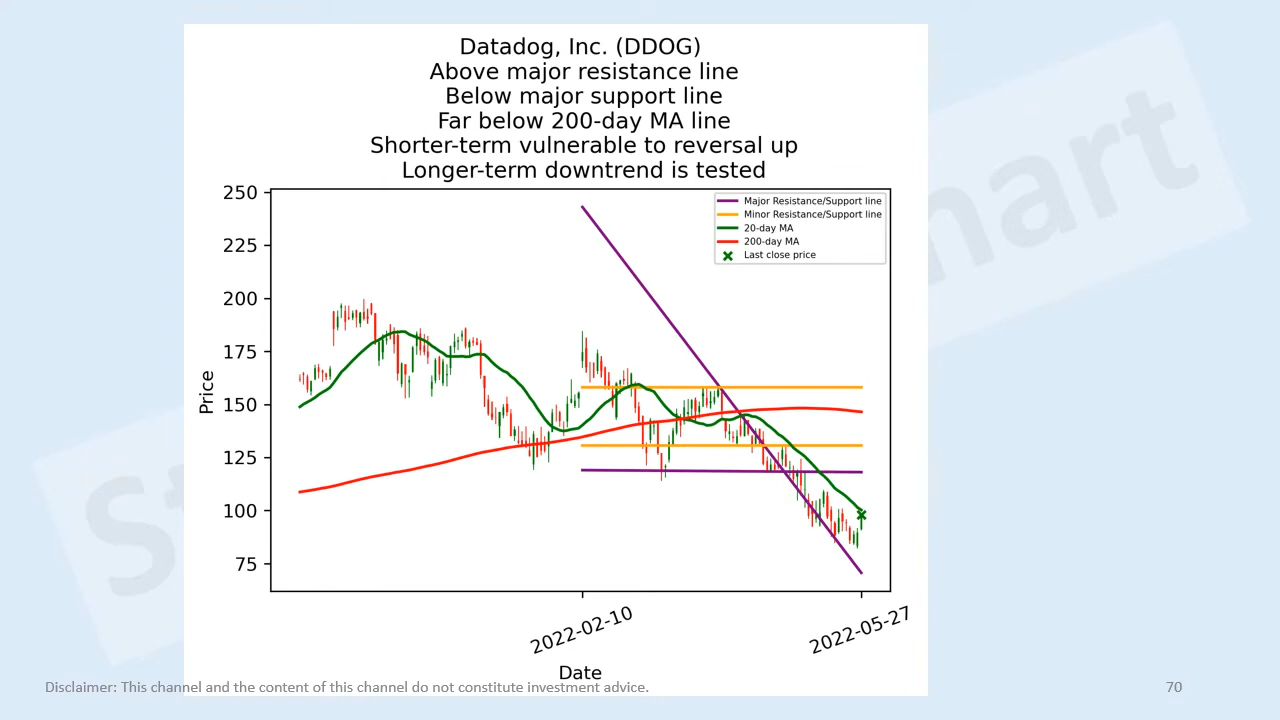 Datadog, Inc. (DDOG)
Above major resistance line
Below major support line
Far below 200-day MA line
Shorter-term vulnerable to reversal up
Longer-term downtrend is tested
250
225
200
175
150
125
100
75
Price
Major Resistance/Support line
Minor Resistance/Support line
20-day MA
200-day MA
Last close price
2022-02-10
2022-05-27
Date
Disclaimer: This channel and the content of this channel do not constitute investment advice.
70
St
mart